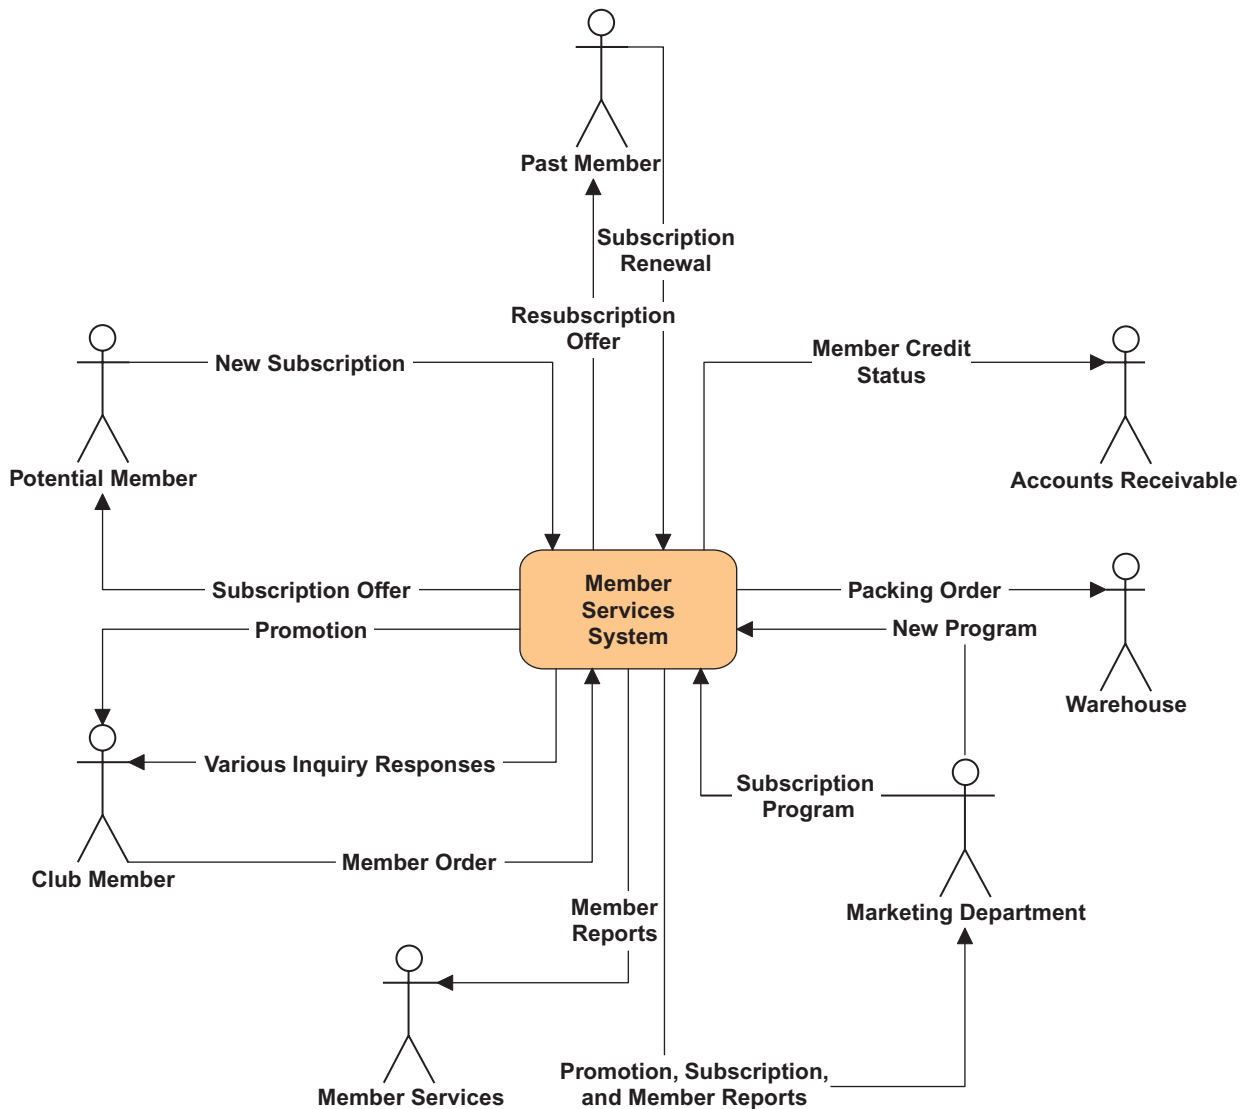 Past Member
Subscription
Renewal
Resubscription
Offer
New Subscription
Member Credit
Status
Potential Member
Accounts Receivable
Subscription Offer
Member
Services
System
Packing Order
Promotion
New Program
Warehouse
Various Inquiry Responses
Subscription
Program
Member Order
Club Member
Member
Reports
Marketing Department
Promotion, Subscription,
and Member Reports
Member Services